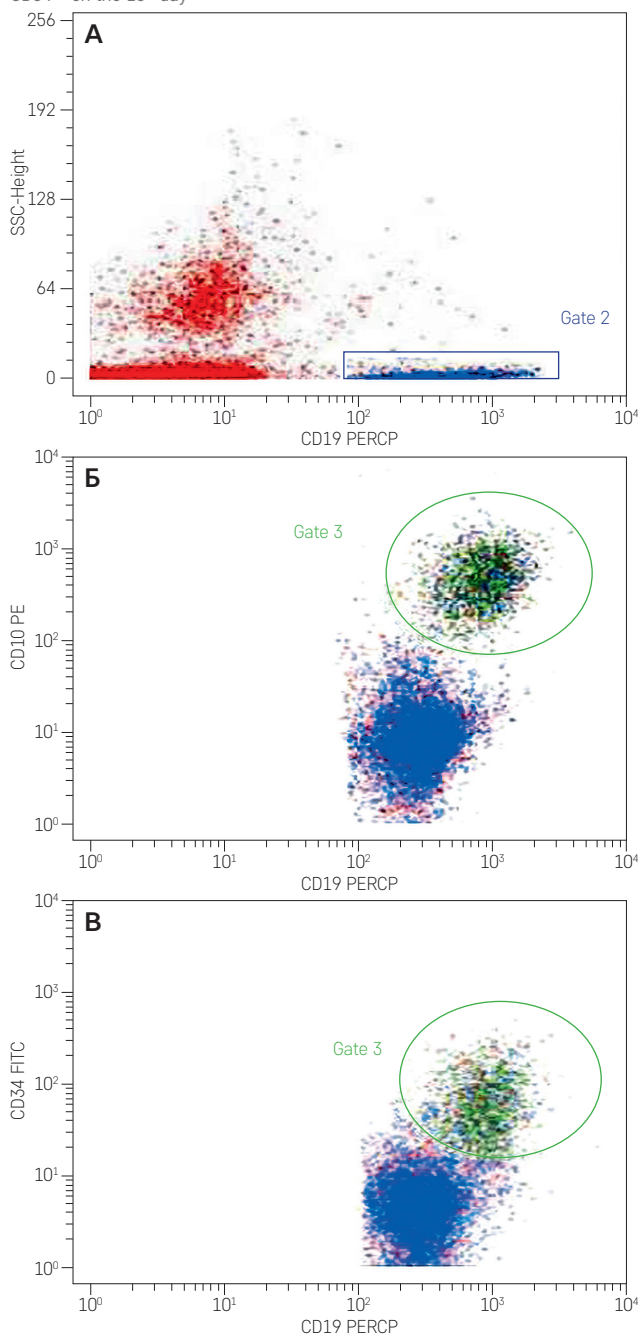 А
256
192
128
64
0
SSC-Height
Gate 2
10⁰ 10¹ 10² 10³ 10⁴
CD19 PERCP
Б
10⁴
10³
10²
10¹
10⁰
CD10 PE
Gate 3
10⁰ 10¹ 10² 10³ 10⁴
CD19 PERCP
В
10⁴
10³
10²
10¹
10⁰
CD34 FITC
Gate 3
10⁰ 10¹ 10² 10³ 10⁴
CD19 PERCP